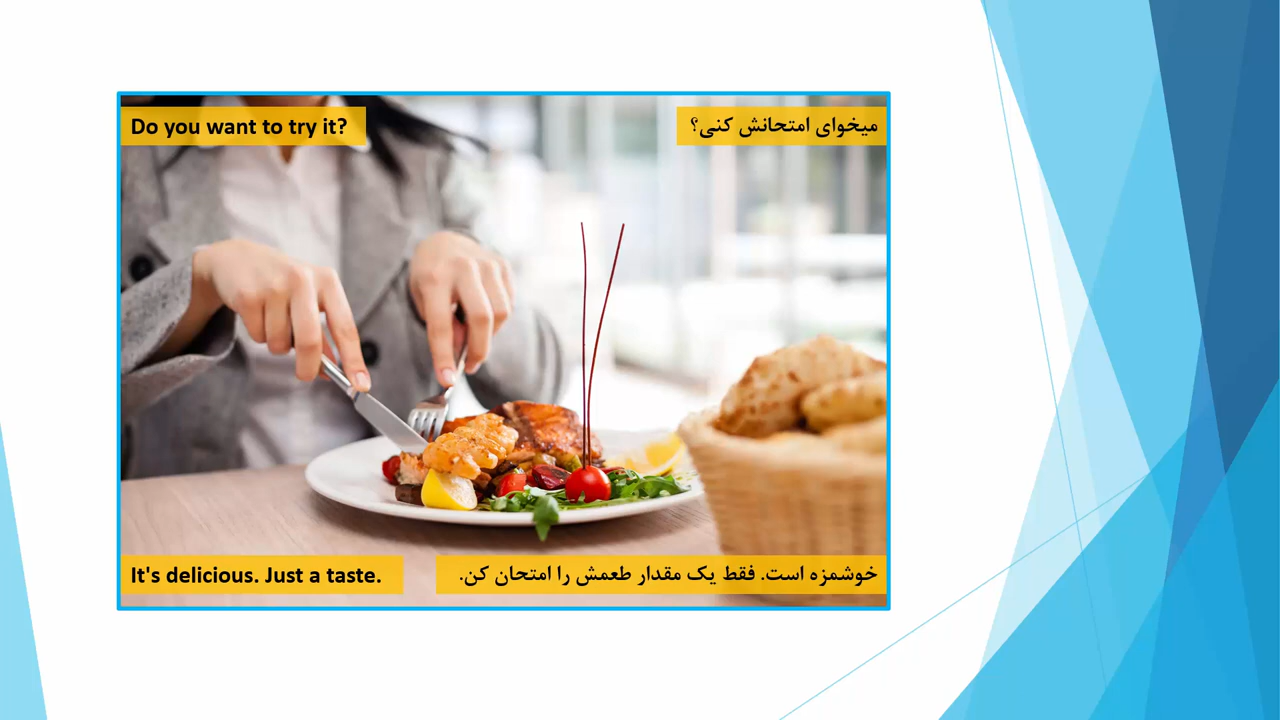 Do you want to try it?
میخوای امتحانش کنی؟
It's delicious. Just a taste.
خوشمزه است. فقط یک مقدار طعمش را امتحان کن.